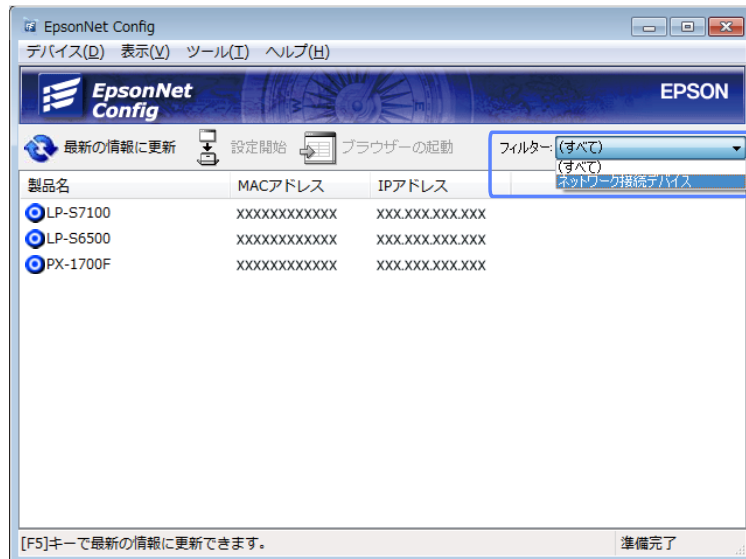 EpsonNet Config
デバイス(D) 表示(V) ツール(T) ヘルプ(H)
EpsonNet
Config
EPSON
最新の情報に更新 設定開始 ブラウザーの起動 フィルター: (すべて)
(すべて)
ネットワーク接続デバイス
製品名 MACアドレス IPアドレス
LP-S7100 XXXXXXXXXXXX XXX.XXX.XXX.XXX
LP-S6500 XXXXXXXXXXXX XXX.XXX.XXX.XXX
PX-1700F XXXXXXXXXXXX XXX.XXX.XXX.XXX
[F5]キーで最新の情報に更新できます。 準備完了